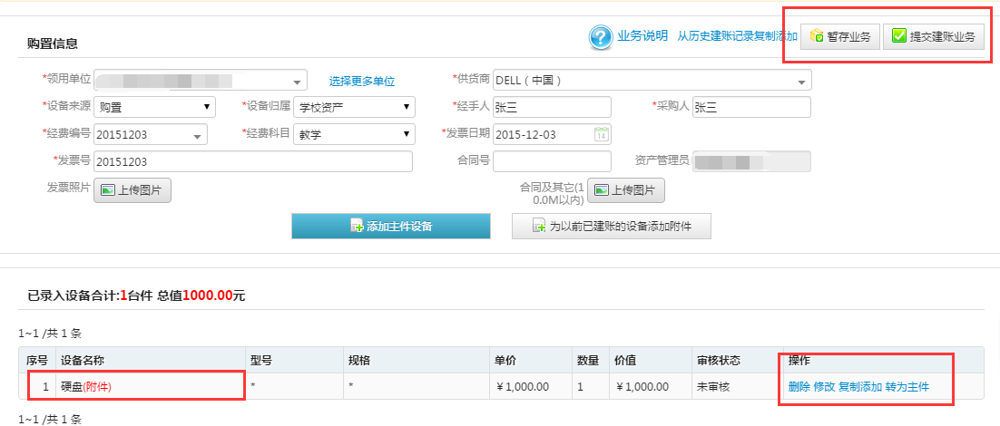 购置信息 业务说明 从历史建账记录复制添加 暂存业务 提交建账业务
*领用单位 选择更多单位 *供货商 DELL（中国）
*设备来源 购置 *设备归属 学校资产 *经手人 张三 *采购人 张三
*经费编号 20151203 *经费科目 教学 *发票日期 2015-12-03 14
*发票号 20151203 合同号 资产管理员
发票照片 上传图片 合同及其它(1
0.0M以内) 上传图片
添加主件设备 为以前已建账的设备添加附件
已录入设备合计:1台件 总值1000.00元
1~1 /共 1 条
序号 设备名称 型号 规格 单价 数量 价值 审核状态 操作
1 硬盘(附件) * * ￥1,000.00 1 ￥1,000.00 未审核 删除 修改 复制添加 转为主件
1~1 /共 1 条